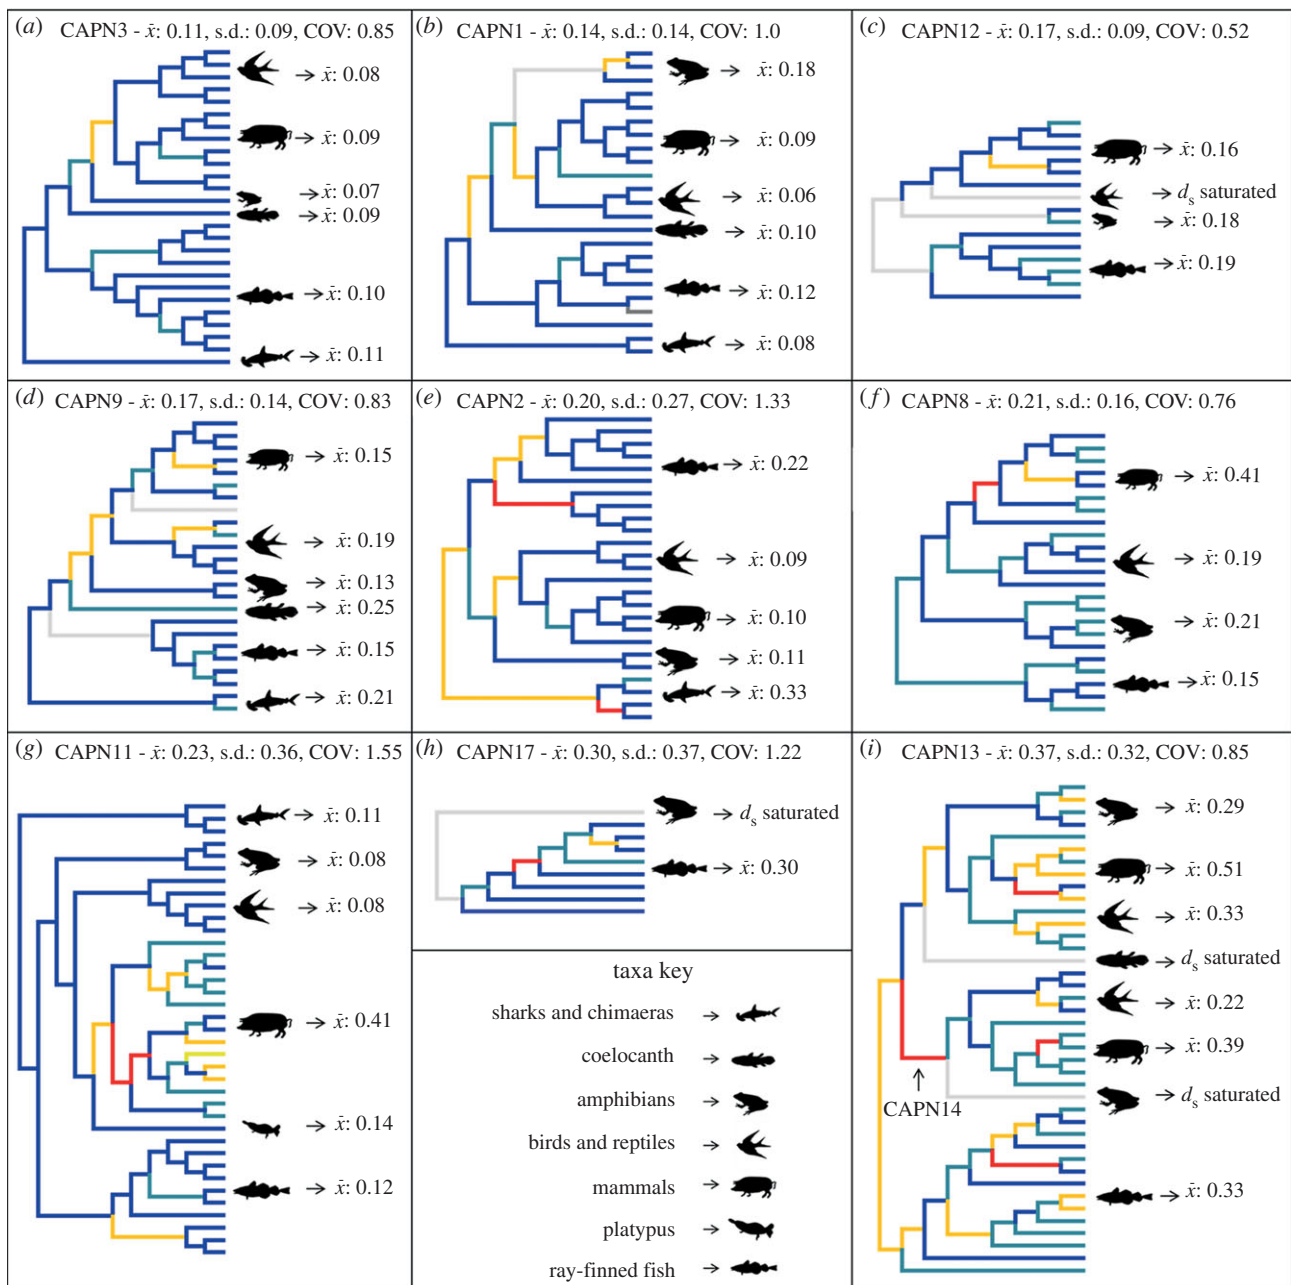 (a) CAPN3 - x̄: 0.11, s.d.: 0.09, COV: 0.85
→ x̄: 0.08
→ x̄: 0.09
→ x̄: 0.07
→ x̄: 0.09
→ x̄: 0.10
→ x̄: 0.11
(b) CAPN1 - x̄: 0.14, s.d.: 0.14, COV: 1.0
→ x̄: 0.18
→ x̄: 0.09
→ x̄: 0.06
→ x̄: 0.10
→ x̄: 0.12
→ x̄: 0.08
(c) CAPN12 - x̄: 0.17, s.d.: 0.09, COV: 0.52
→ x̄: 0.16
→ dₛ saturated
→ x̄: 0.18
→ x̄: 0.19
(d) CAPN9 - x̄: 0.17, s.d.: 0.14, COV: 0.83
→ x̄: 0.15
→ x̄: 0.19
→ x̄: 0.13
→ x̄: 0.25
→ x̄: 0.15
→ x̄: 0.21
(e) CAPN2 - x̄: 0.20, s.d.: 0.27, COV: 1.33
→ x̄: 0.22
→ x̄: 0.09
→ x̄: 0.10
→ x̄: 0.11
→ x̄: 0.33
(f) CAPN8 - x̄: 0.21, s.d.: 0.16, COV: 0.76
→ x̄: 0.41
→ x̄: 0.19
→ x̄: 0.21
→ x̄: 0.15
(g) CAPN11 - x̄: 0.23, s.d.: 0.36, COV: 1.55
→ x̄: 0.11
→ x̄: 0.08
→ x̄: 0.08
→ x̄: 0.41
→ x̄: 0.14
→ x̄: 0.12
(h) CAPN17 - x̄: 0.30, s.d.: 0.37, COV: 1.22
→ dₛ saturated
→ x̄: 0.30
taxa key
sharks and chimaeras →
coelocanth →
amphibians →
birds and reptiles →
mammals →
platypus →
ray-finned fish →
(i) CAPN13 - x̄: 0.37, s.d.: 0.32, COV: 0.85
→ x̄: 0.29
→ x̄: 0.51
→ x̄: 0.33
→ dₛ saturated
→ x̄: 0.22
→ x̄: 0.39
→ dₛ saturated
CAPN14
→ x̄: 0.33